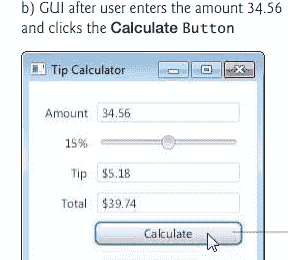 b) GUI after user enters the amount 34.56
and clicks the Calculate Button
Tip Calculator
Amount 34.56
15%
Tip $5.18
Total $39.74
Calculate